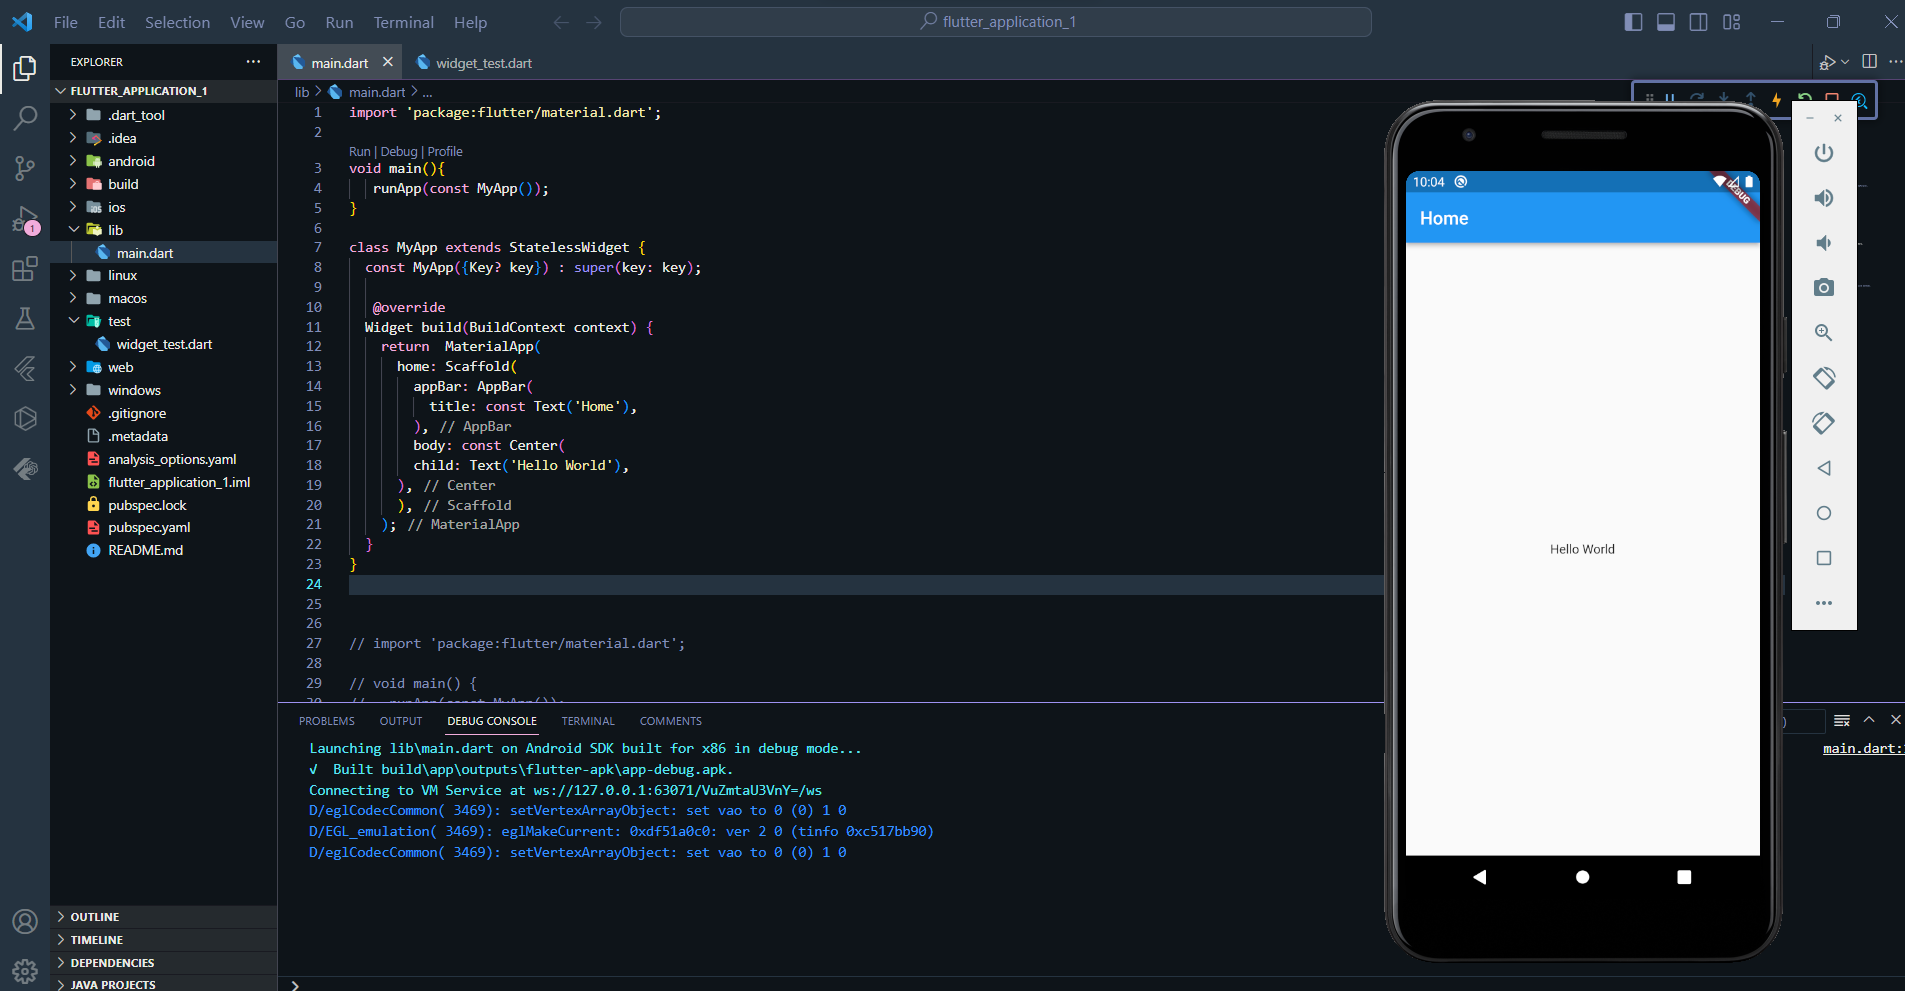 File Edit Selection View Go Run Terminal Help
flutter_application_1
EXPLORER
FLUTTER_APPLICATION_1
.dart_tool
.idea
android
build
ios
lib
main.dart
linux
macos
test
widget_test.dart
web
windows
.gitignore
.metadata
analysis_options.yaml
flutter_application_1.iml
pubspec.lock
pubspec.yaml
README.md
OUTLINE
TIMELINE
DEPENDENCIES
JAVA PROJECTS
1
main.dart
widget_test.dart
lib > main.dart > ...
1 import 'package:flutter/material.dart';
2
Run | Debug | Profile
3 void main(){
4 runApp(const MyApp());
5 }
6
7 class MyApp extends StatelessWidget {
8 const MyApp({Key? key}) : super(key: key);
9
10 @override
11 Widget build(BuildContext context) {
12 return  MaterialApp(
13 home: Scaffold(
14 appBar: AppBar(
15 title: const Text('Home'),
16 ), // AppBar
17 body: const Center(
18 child: Text('Hello World'),
19 ), // Center
20 ), // Scaffold
21 ); // MaterialApp
22 }
23 }
24
25
26
27 // import 'package:flutter/material.dart';
28
29 // void main() {
30 // runApp(const MyApp());
PROBLEMS OUTPUT DEBUG CONSOLE TERMINAL COMMENTS
Launching lib\main.dart on Android SDK built for x86 in debug mode...
√  Built build\app\outputs\flutter-apk\app-debug.apk.
Connecting to VM Service at ws://127.0.0.1:63071/VuZmtaU3VnY=/ws
D/eglCodecCommon( 3469): setVertexArrayObject: set vao to 0 (0) 1 0
D/EGL_emulation( 3469): eglMakeCurrent: 0xdf51a0c0: ver 2 0 (tinfo 0xc517bb90)
D/eglCodecCommon( 3469): setVertexArrayObject: set vao to 0 (0) 1 0
main.dart:
10:04
DEBUG
Home
Hello World